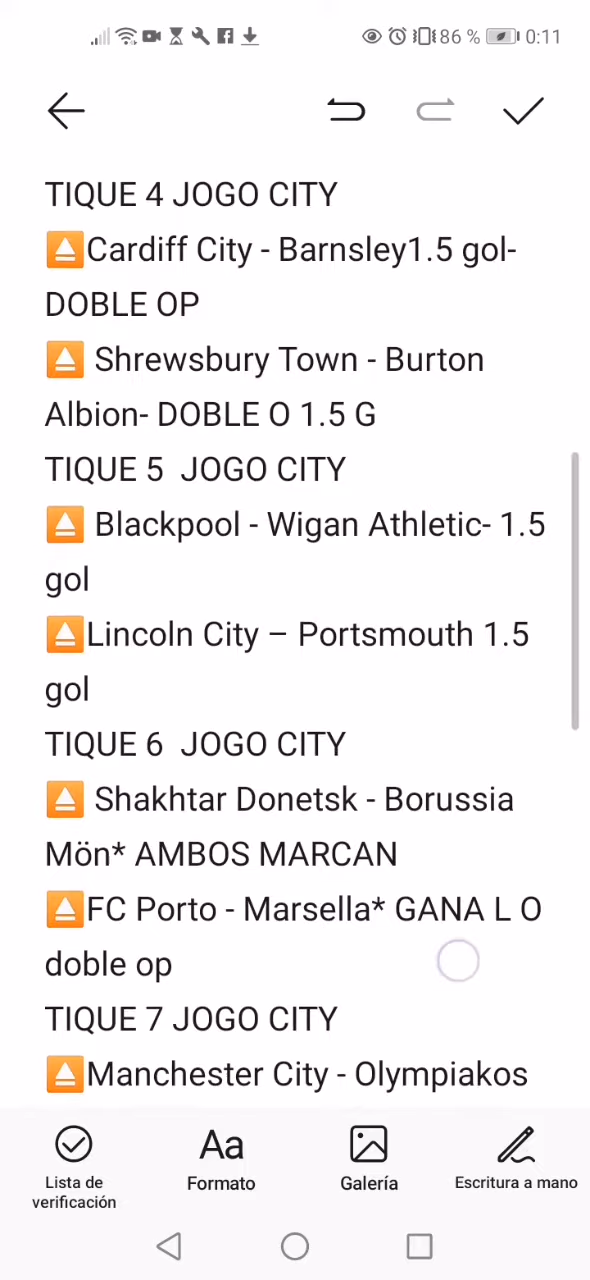 86 % 0:11
TIQUE 4 JOGO CITY
Cardiff City - Barnsley1.5 gol-
DOBLE OP
Shrewsbury Town - Burton
Albion- DOBLE O 1.5 G
TIQUE 5  JOGO CITY
Blackpool - Wigan Athletic- 1.5
gol
Lincoln City – Portsmouth 1.5
gol
TIQUE 6  JOGO CITY
Shakhtar Donetsk - Borussia
Mön* AMBOS MARCAN
FC Porto - Marsella* GANA L O
doble op
TIQUE 7 JOGO CITY
Manchester City - Olympiakos
Lista de verificación
Aa
Formato
Galería
Escritura a mano